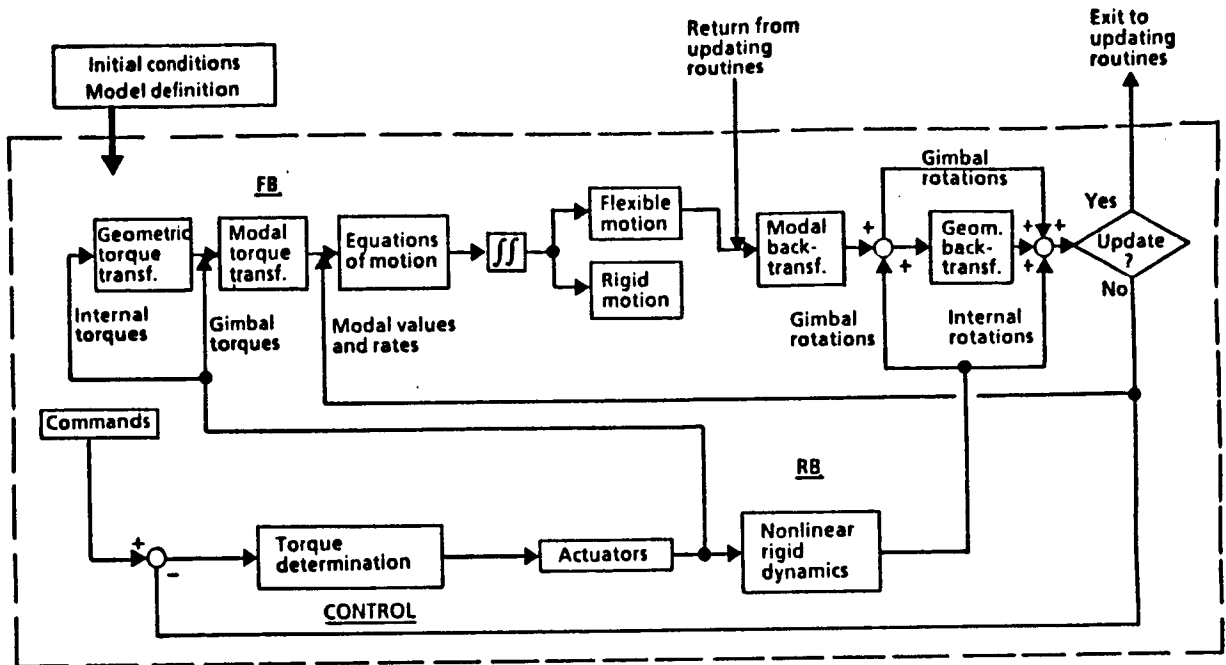 Return from
updating
routines
Exit to
updating
routines
Initial conditions
Model definition
FB
Geometric
torque
transf.
Modal
torque
transf.
Equations
of motion
∫∫
Flexible
motion
Rigid
motion
Modal
back-
transf.
Gimbal
rotations
Geom.
back-
transf.
+
+
+
+
+
Yes
Update
?
No
Internal
torques
Gimbal
torques
Modal values
and rates
Gimbal
rotations
Internal
rotations
Commands
RB
+
-
Torque
determination
Actuators
Nonlinear
rigid
dynamics
CONTROL